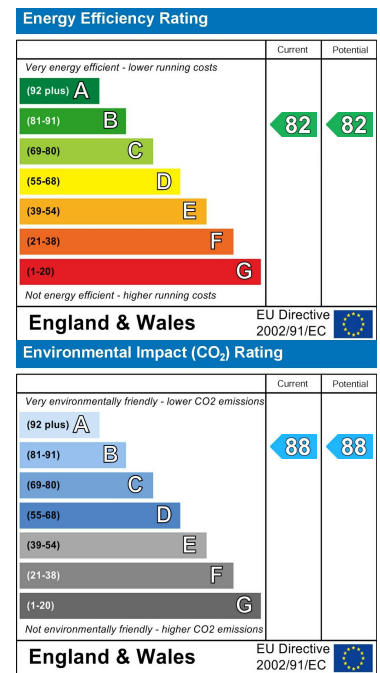 Energy Efficiency Rating
Current Potential
Very energy efficient - lower running costs
(92 plus) A
(81-91) B 82 82
(69-80) C
(55-68) D
(39-54) E
(21-38) F
(1-20) G
Not energy efficient - higher running costs
England & Wales EU Directive 2002/91/EC
Environmental Impact (CO₂) Rating
Current Potential
Very environmentally friendly - lower CO2 emissions
(92 plus) A
(81-91) B 88 88
(69-80) C
(55-68) D
(39-54) E
(21-38) F
(1-20) G
Not environmentally friendly - higher CO2 emissions
England & Wales EU Directive 2002/91/EC